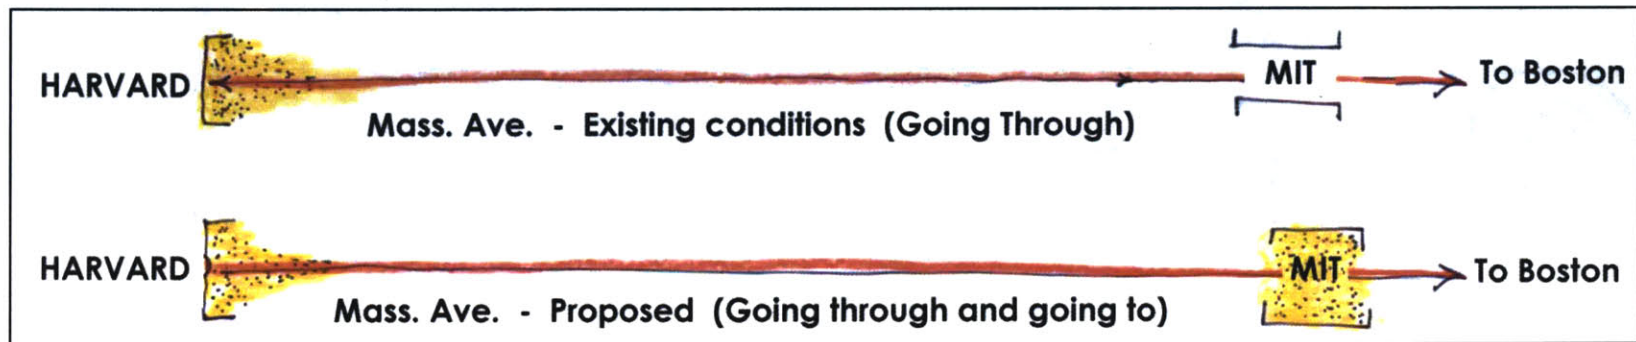 HARVARD MIT To Boston
Mass. Ave. - Existing conditions (Going Through)
HARVARD MIT To Boston
Mass. Ave. - Proposed (Going through and going to)